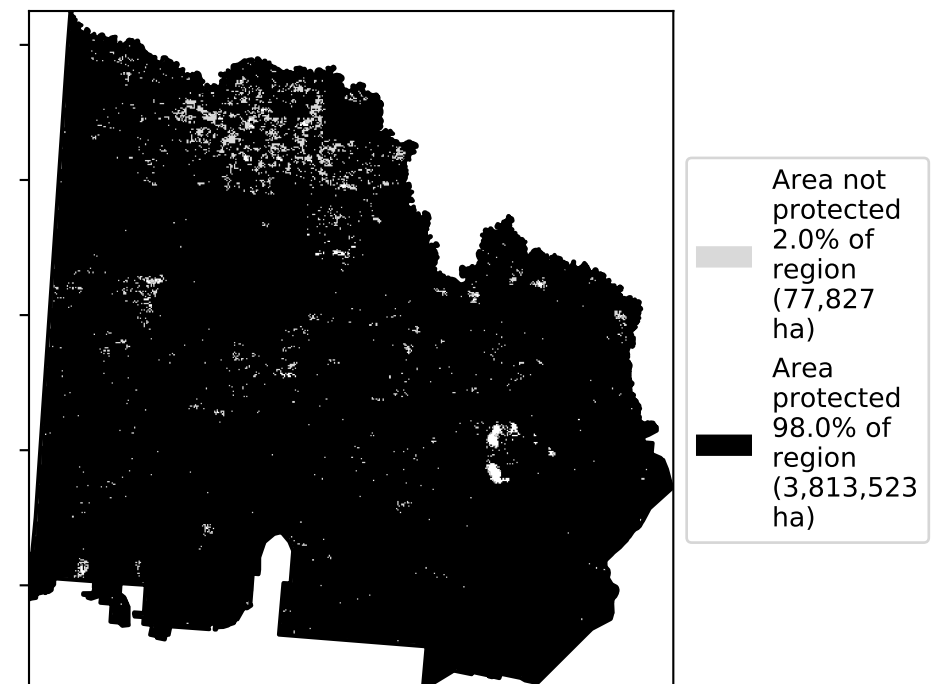 Area not
protected
2.0% of
region
(77,827
ha)
Area
protected
98.0% of
region
(3,813,523
ha)